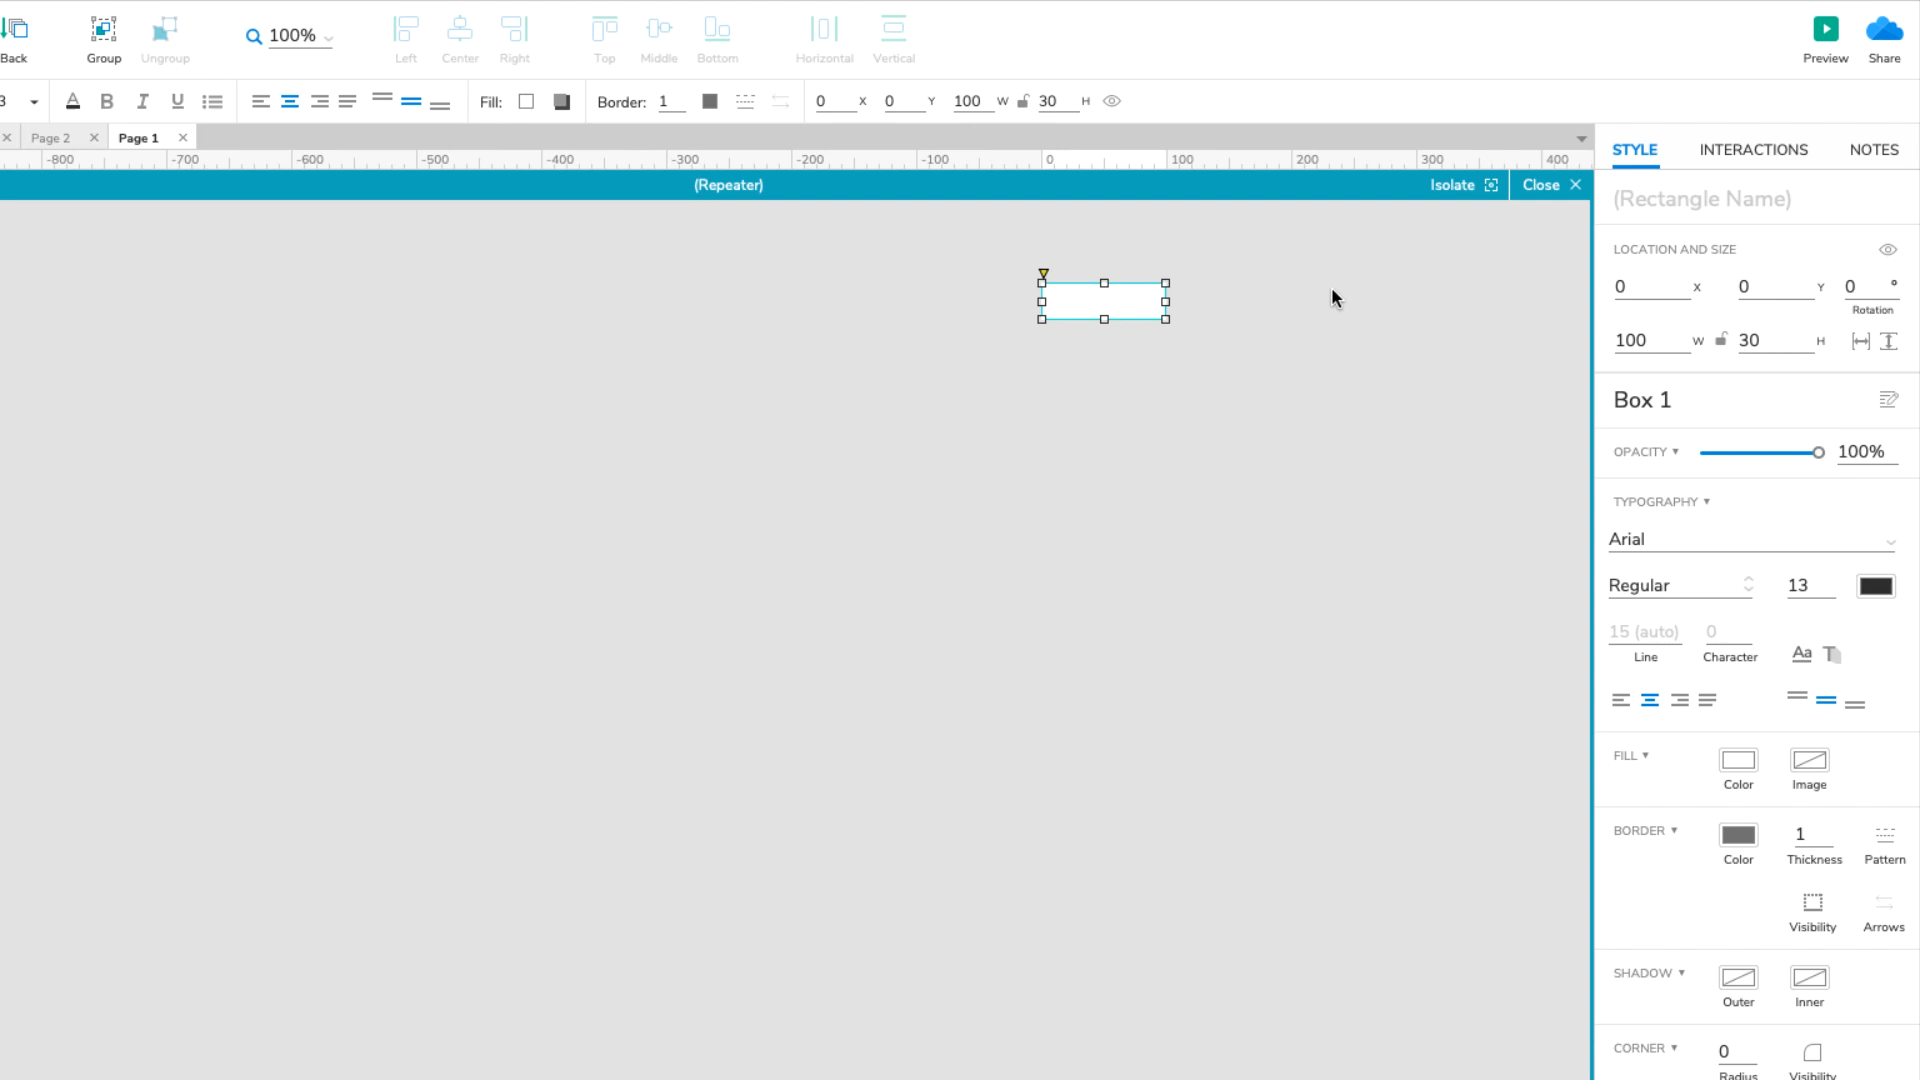 Back
Group
Ungroup
100%
Left
Center
Right
Top
Middle
Bottom
Horizontal
Vertical
Preview
Share
3
A B I U
Fill:
Border: 1
0 X 0 Y 100 W 30 H
Page 2
Page 1
-800 -700 -600 -500 -400 -300 -200 -100 0 100 200 300 400
(Repeater)
Isolate
Close
STYLE
INTERACTIONS
NOTES
(Rectangle Name)
LOCATION AND SIZE
0 X 0 Y 0 °
Rotation
100 W 30 H
Box 1
OPACITY
100%
TYPOGRAPHY
Arial
Regular
13
15 (auto)
0
Line
Character
Aa
FILL
Color
Image
BORDER
1
Color
Thickness
Pattern
Visibility
Arrows
SHADOW
Outer
Inner
CORNER
0
Radius
Visibility